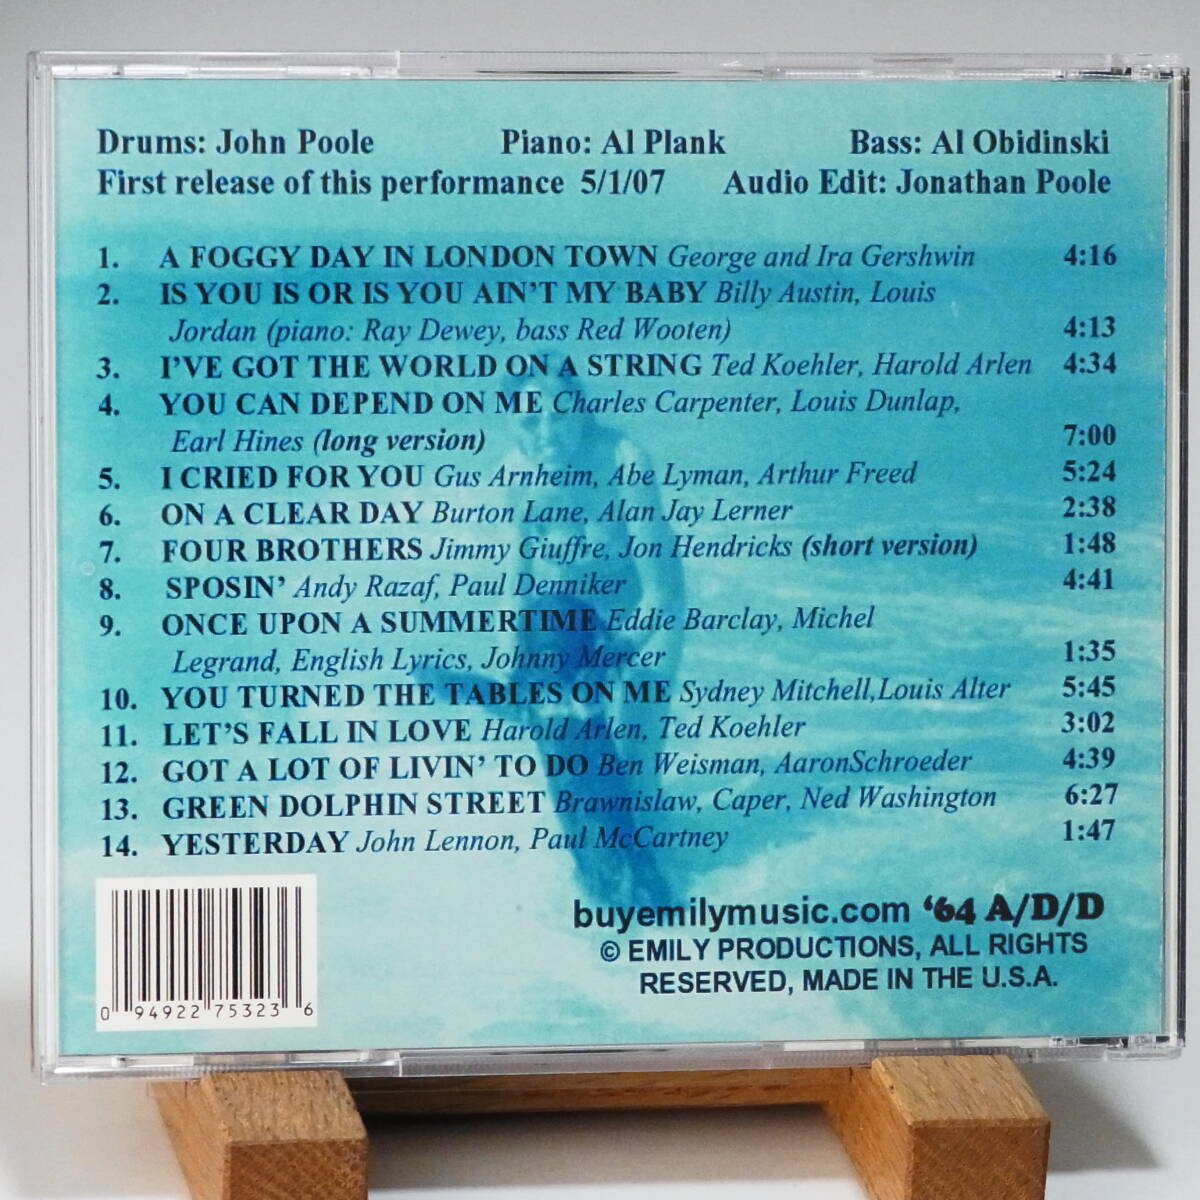 Drums: John Poole Piano: Al Plank Bass: Al Obidinski
First release of this performance 5/1/07 Audio Edit: Jonathan Poole
1. A FOGGY DAY IN LONDON TOWN George and Ira Gershwin 4:16
2. IS YOU IS OR IS YOU AIN'T MY BABY Billy Austin, Louis
Jordan (piano: Ray Dewey, bass Red Wooten) 4:13
3. I'VE GOT THE WORLD ON A STRING Ted Koehler, Harold Arlen 4:34
4. YOU CAN DEPEND ON ME Charles Carpenter, Louis Dunlap,
Earl Hines (long version) 7:00
5. I CRIED FOR YOU Gus Arnheim, Abe Lyman, Arthur Freed 5:24
6. ON A CLEAR DAY Burton Lane, Alan Jay Lerner 2:38
7. FOUR BROTHERS Jimmy Giuffre, Jon Hendricks (short version) 1:48
8. SPOSIN' Andy Razaf, Paul Denniker 4:41
9. ONCE UPON A SUMMERTIME Eddie Barclay, Michel
Legrand, English Lyrics, Johnny Mercer 1:35
10. YOU TURNED THE TABLES ON ME Sydney Mitchell,Louis Alter 5:45
11. LET'S FALL IN LOVE Harold Arlen, Ted Koehler 3:02
12. GOT A LOT OF LIVIN' TO DO Ben Weisman, AaronSchroeder 4:39
13. GREEN DOLPHIN STREET Brawnislaw, Caper, Ned Washington 6:27
14. YESTERDAY John Lennon, Paul McCartney 1:47
buyemilymusic.com '64 A/D/D
© EMILY PRODUCTIONS, ALL RIGHTS
RESERVED, MADE IN THE U.S.A.
0 94922 75323 6